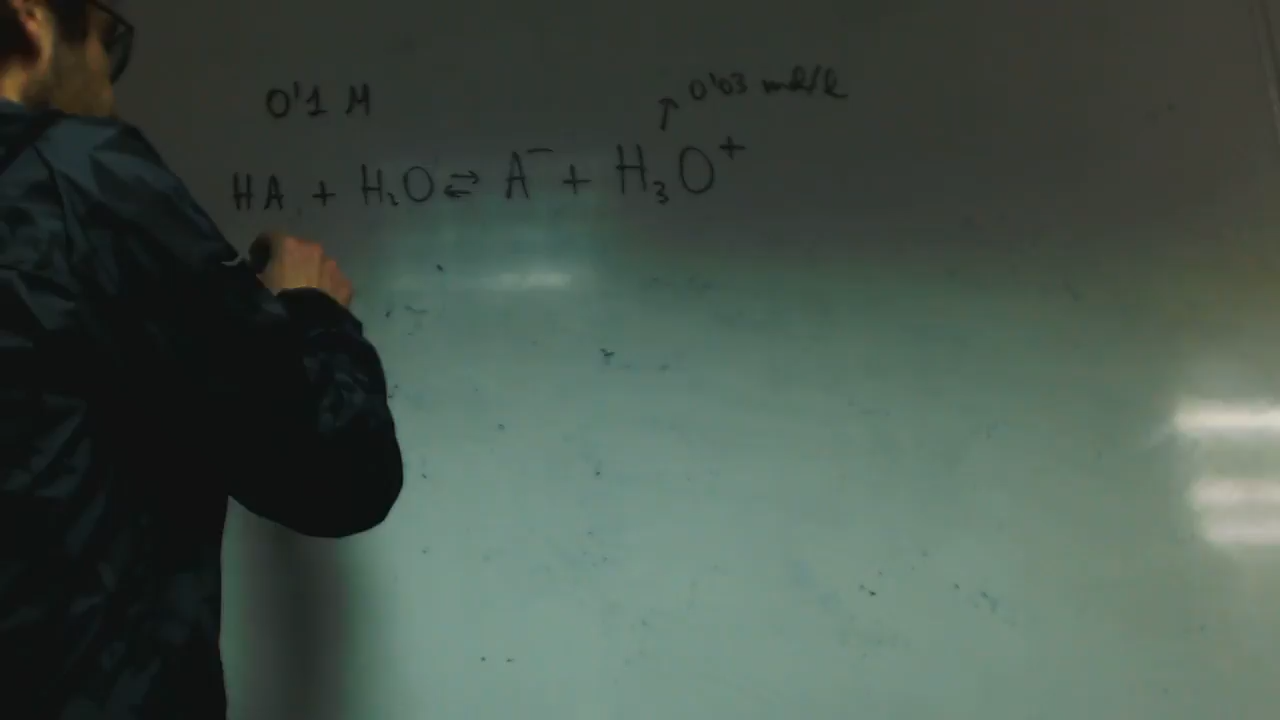 0'1 M
0'03 mol/l
HA + H₂O ⇄ A⁻ + H₃O⁺